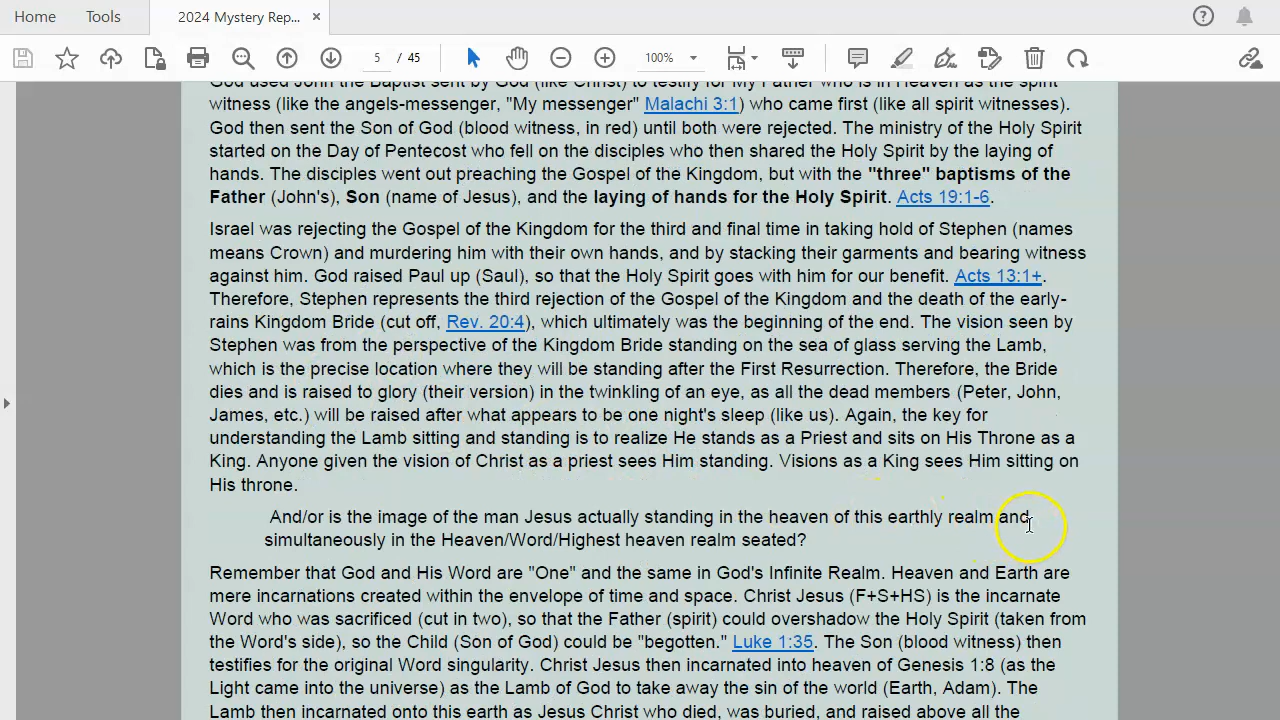 Home Tools 2024 Mystery Rep... ×
5 / 45 100%
God used John the Baptist sent by God (like Christ) to testify for My Father who is in Heaven as the spirit
witness (like the angels-messenger, "My messenger" Malachi 3:1) who came first (like all spirit witnesses).
God then sent the Son of God (blood witness, in red) until both were rejected. The ministry of the Holy Spirit
started on the Day of Pentecost who fell on the disciples who then shared the Holy Spirit by the laying of
hands. The disciples went out preaching the Gospel of the Kingdom, but with the "three" baptisms of the
Father (John's), Son (name of Jesus), and the laying of hands for the Holy Spirit. Acts 19:1-6.
Israel was rejecting the Gospel of the Kingdom for the third and final time in taking hold of Stephen (names
means Crown) and murdering him with their own hands, and by stacking their garments and bearing witness
against him. God raised Paul up (Saul), so that the Holy Spirit goes with him for our benefit. Acts 13:1+.
Therefore, Stephen represents the third rejection of the Gospel of the Kingdom and the death of the early-
rains Kingdom Bride (cut off, Rev. 20:4), which ultimately was the beginning of the end. The vision seen by
Stephen was from the perspective of the Kingdom Bride standing on the sea of glass serving the Lamb,
which is the precise location where they will be standing after the First Resurrection. Therefore, the Bride
dies and is raised to glory (their version) in the twinkling of an eye, as all the dead members (Peter, John,
James, etc.) will be raised after what appears to be one night's sleep (like us). Again, the key for
understanding the Lamb sitting and standing is to realize He stands as a Priest and sits on His Throne as a
King. Anyone given the vision of Christ as a priest sees Him standing. Visions as a King sees Him sitting on
His throne.
And/or is the image of the man Jesus actually standing in the heaven of this earthly realm and
simultaneously in the Heaven/Word/Highest heaven realm seated?
Remember that God and His Word are "One" and the same in God's Infinite Realm. Heaven and Earth are
mere incarnations created within the envelope of time and space. Christ Jesus (F+S+HS) is the incarnate
Word who was sacrificed (cut in two), so that the Father (spirit) could overshadow the Holy Spirit (taken from
the Word's side), so the Child (Son of God) could be "begotten." Luke 1:35. The Son (blood witness) then
testifies for the original Word singularity. Christ Jesus then incarnated into heaven of Genesis 1:8 (as the
Light came into the universe) as the Lamb of God to take away the sin of the world (Earth, Adam). The
Lamb then incarnated onto this earth as Jesus Christ who died, was buried, and raised above all the